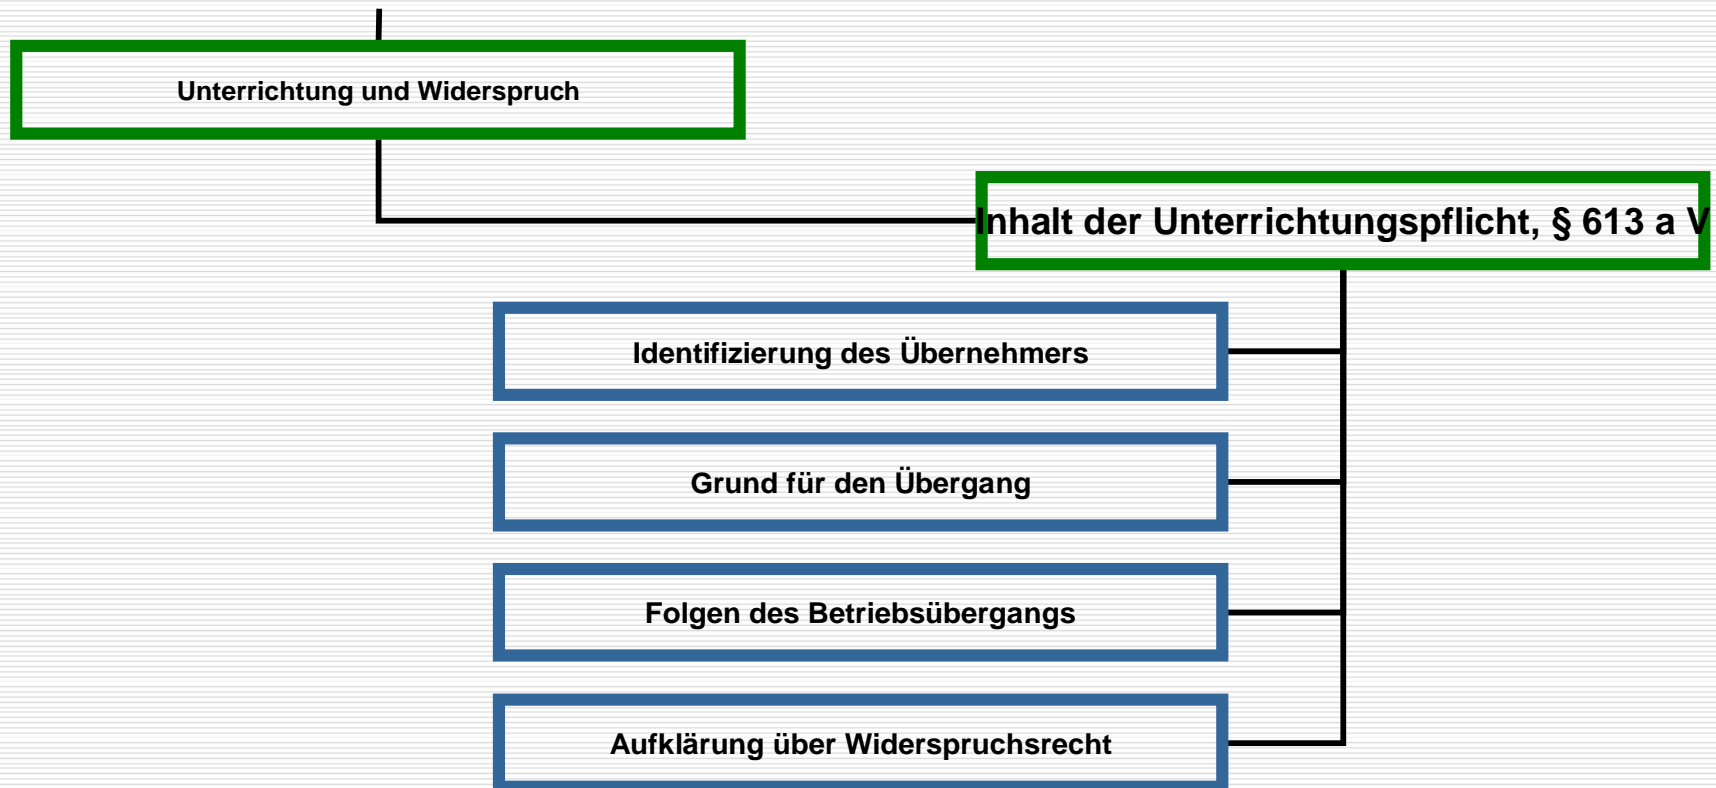 Unterrichtung und Widerspruch
Inhalt der Unterrichtungspflicht, § 613 a V
Identifizierung des Übernehmers
Grund für den Übergang
Folgen des Betriebsübergangs
Aufklärung über Widerspruchsrecht